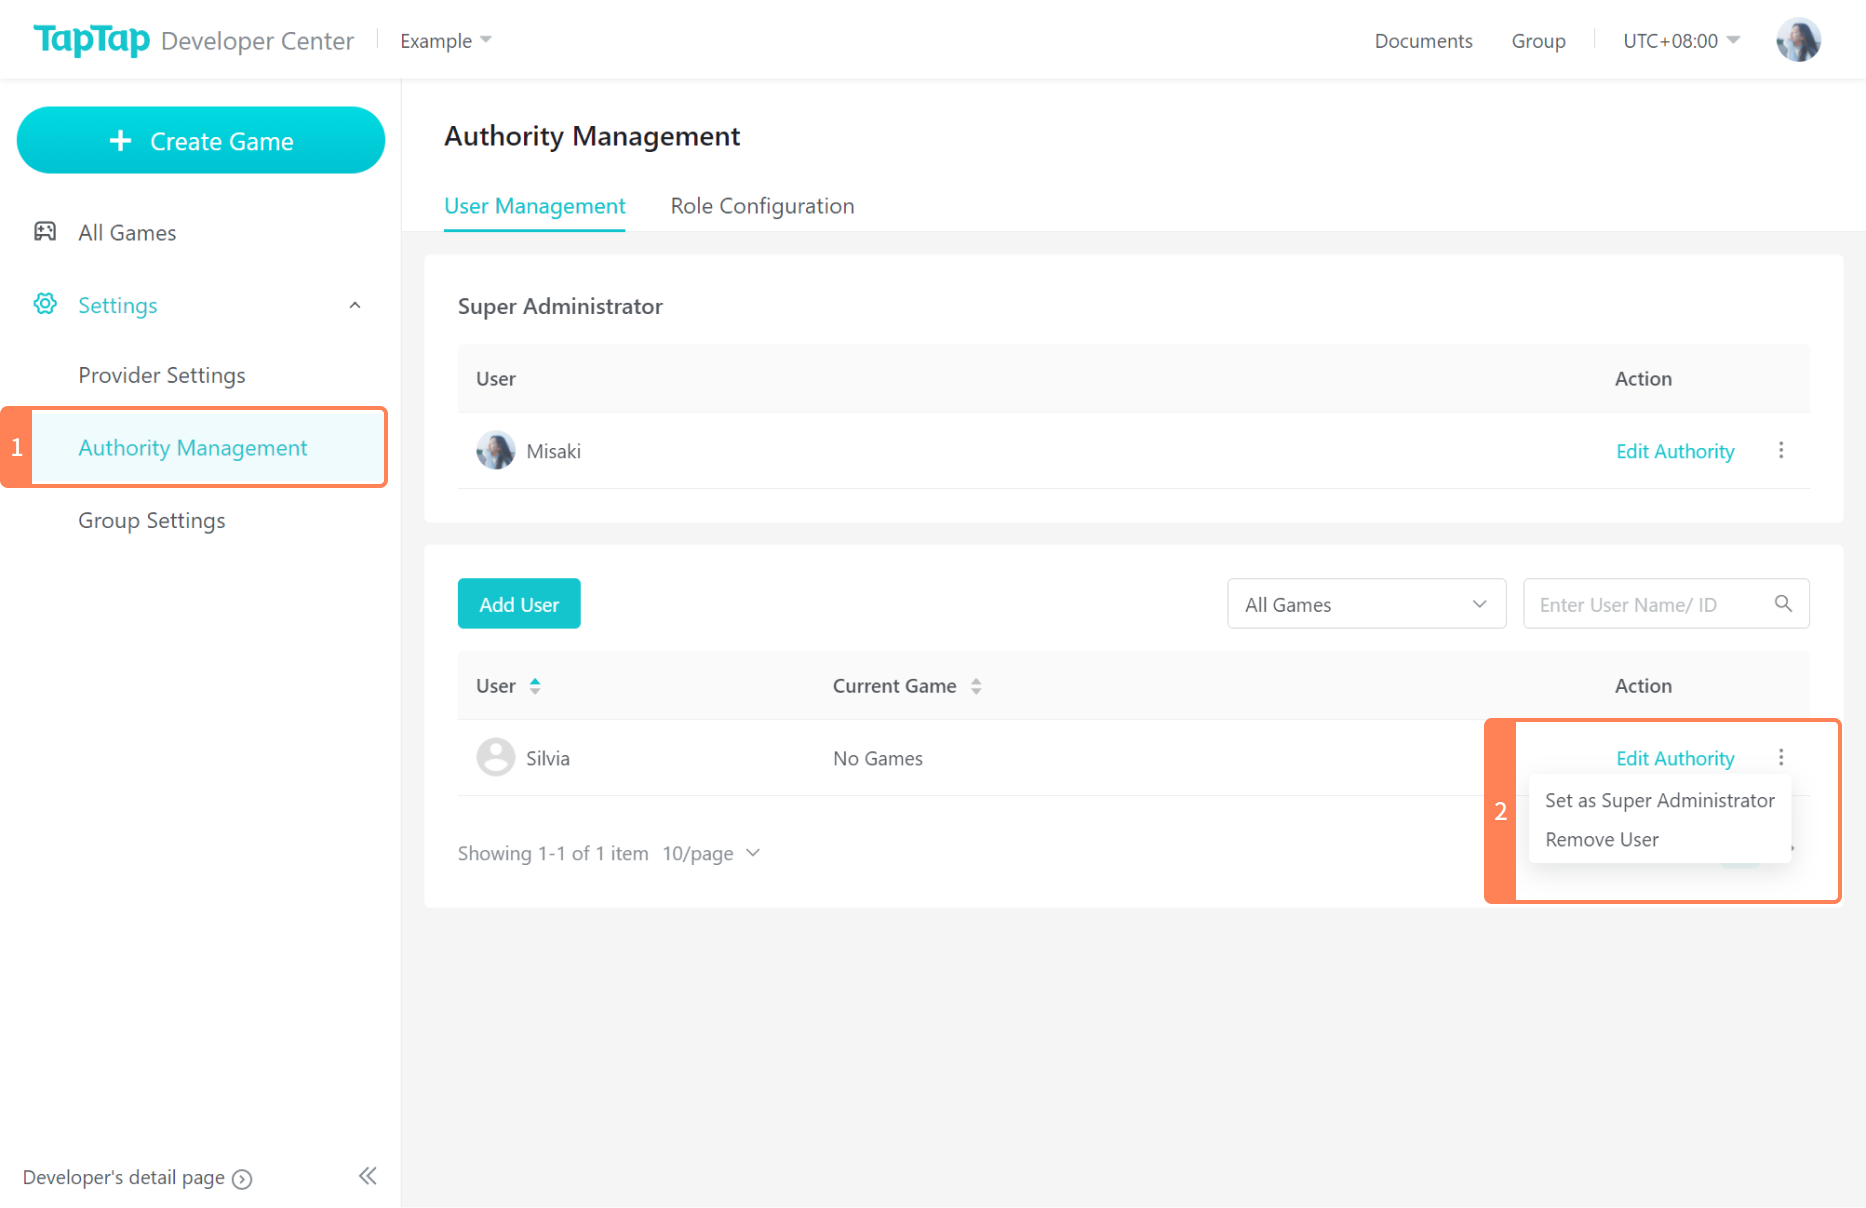 TapTap Developer Center
Example
Documents
Group
UTC+08:00
Create Game
All Games
Settings
Provider Settings
1
Authority Management
Group Settings
Developer's detail page
Authority Management
User Management
Role Configuration
Super Administrator
User
Action
Misaki
Edit Authority
Add User
All Games
Enter User Name/ ID
User
Current Game
Action
Silvia
No Games
Edit Authority
2
Set as Super Administrator
Remove User
Showing 1-1 of 1 item
10/page